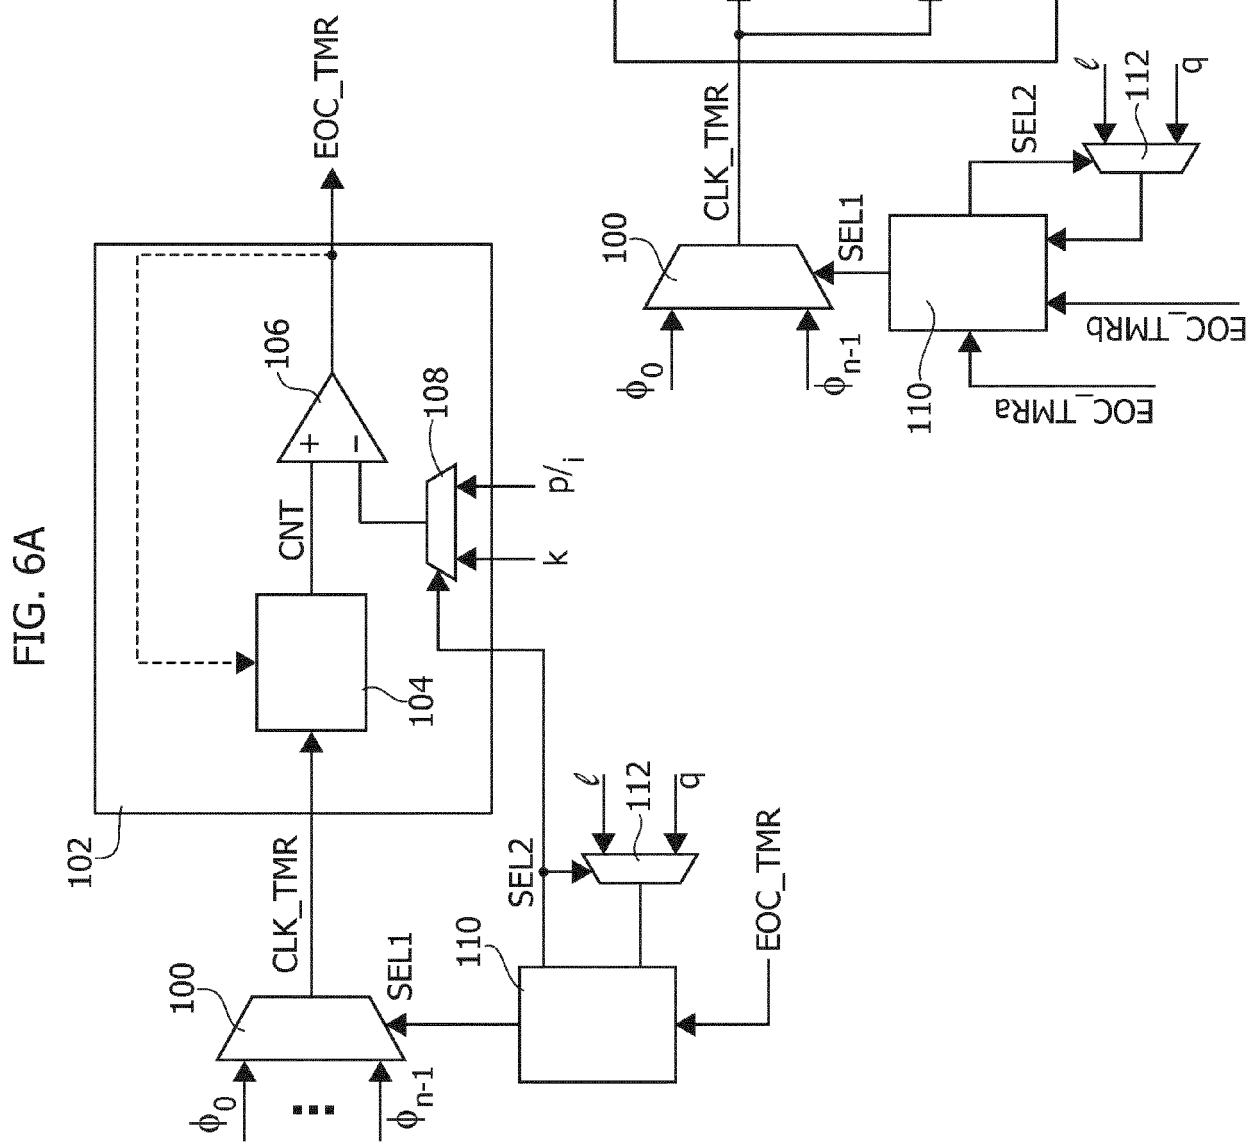 FIG. 6A
102
100
ϕ0
ϕn-1
CLK_TMR
SEL1
104
CNT
106
+
−
108
k
p/i
EOC_TMR
110
SEL2
112
ℓ
q
EOC_TMR
100
ϕ0
ϕn-1
CLK_TMR
SEL1
110
SEL2
112
ℓ
q
EOC_TMRa
EOC_TMRb